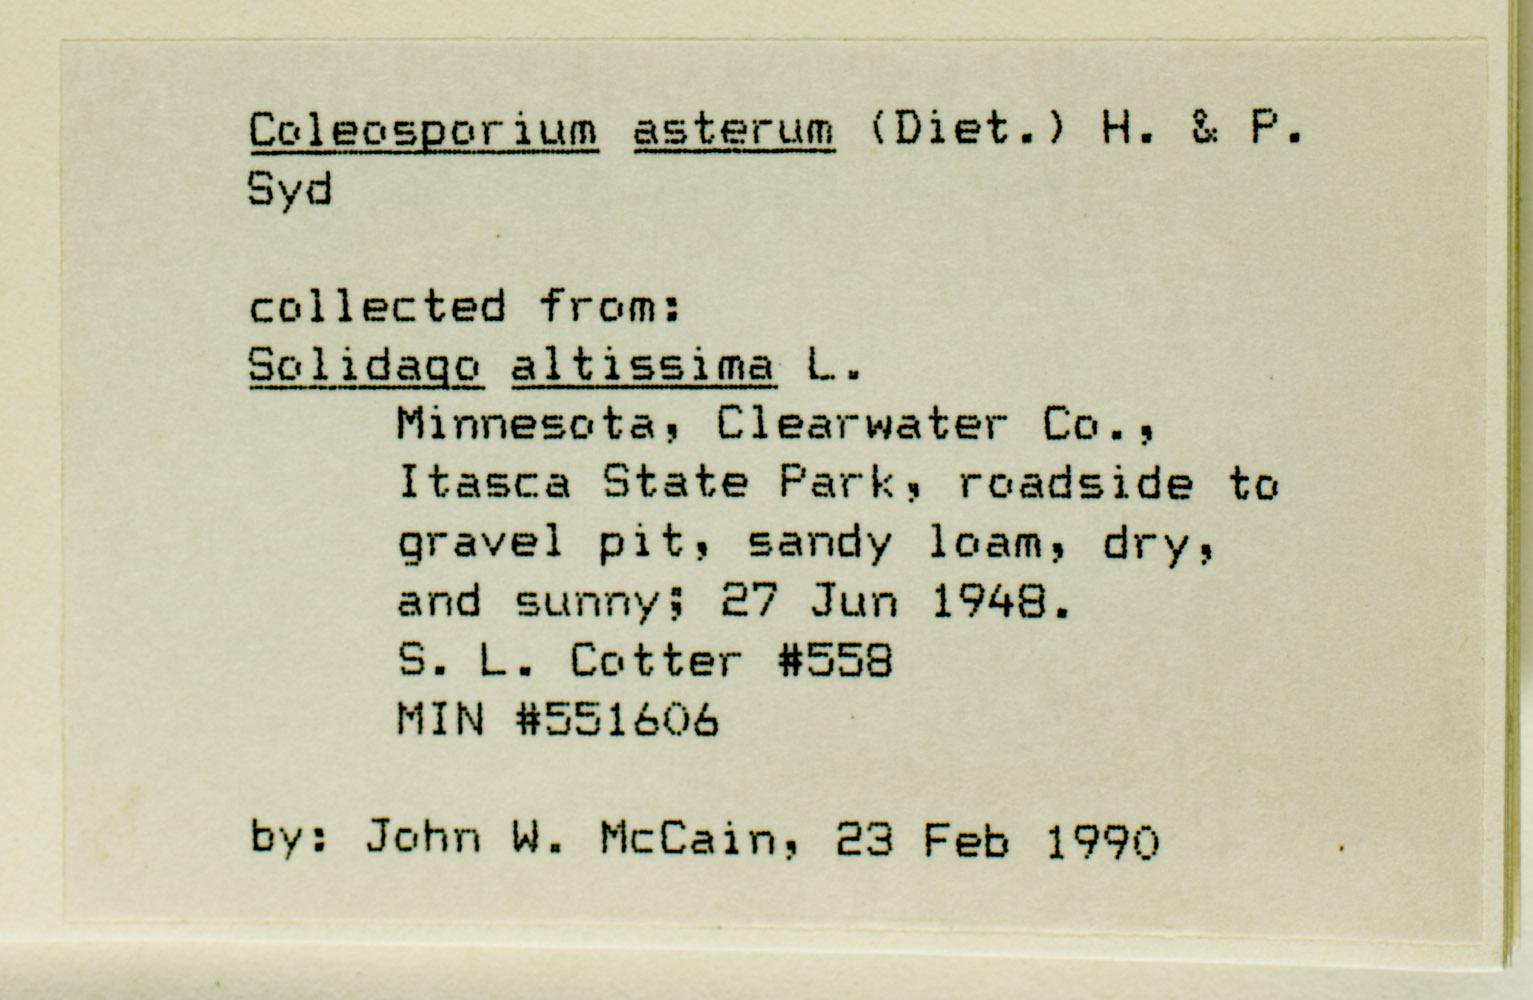 Coleosporium asterum (Diet.) H. & P.
Syd
collected from:
Solidago altissima L.
Minnesota, Clearwater Co.,
Itasca State Park, roadside to
gravel pit, sandy loam, dry,
and sunny; 27 Jun 1948.
S. L. Cotter #558
MIN #551606
by: John W. McCain, 23 Feb 1990